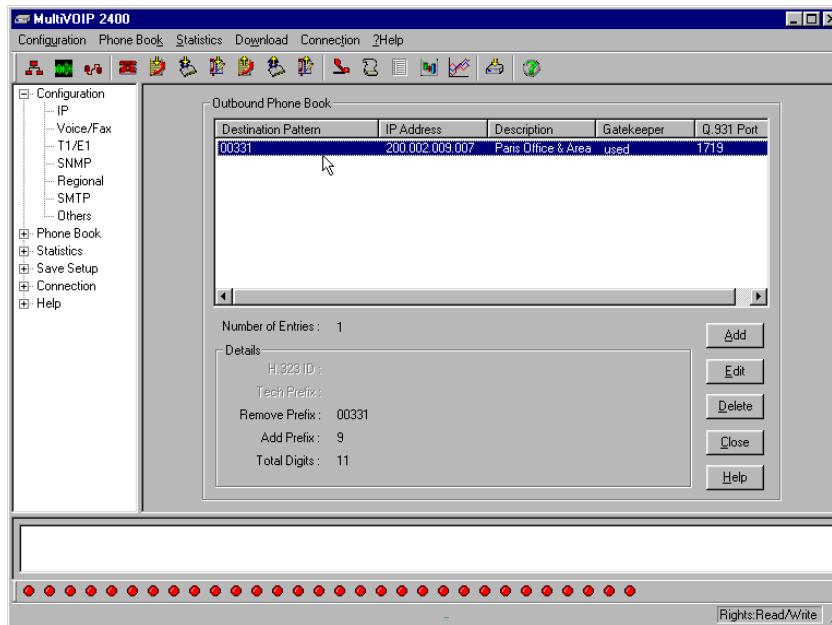 MultiVOIP 2400
Configuration Phone Book Statistics Download Connection ?Help
Configuration
IP
Voice/Fax
T1/E1
SNMP
Regional
SMTP
Others
Phone Book
Statistics
Save Setup
Connection
Help
Outbound Phone Book
Destination Pattern IP Address Description Gatekeeper Q.931 Port
00331 200.002.009.007 Paris Office & Area used 1719
Number of Entries : 1
Details
H.323 ID :
Tech Prefix :
Remove Prefix : 00331
Add Prefix : 9
Total Digits : 11
Add
Edit
Delete
Close
Help
Rights:Read/Write